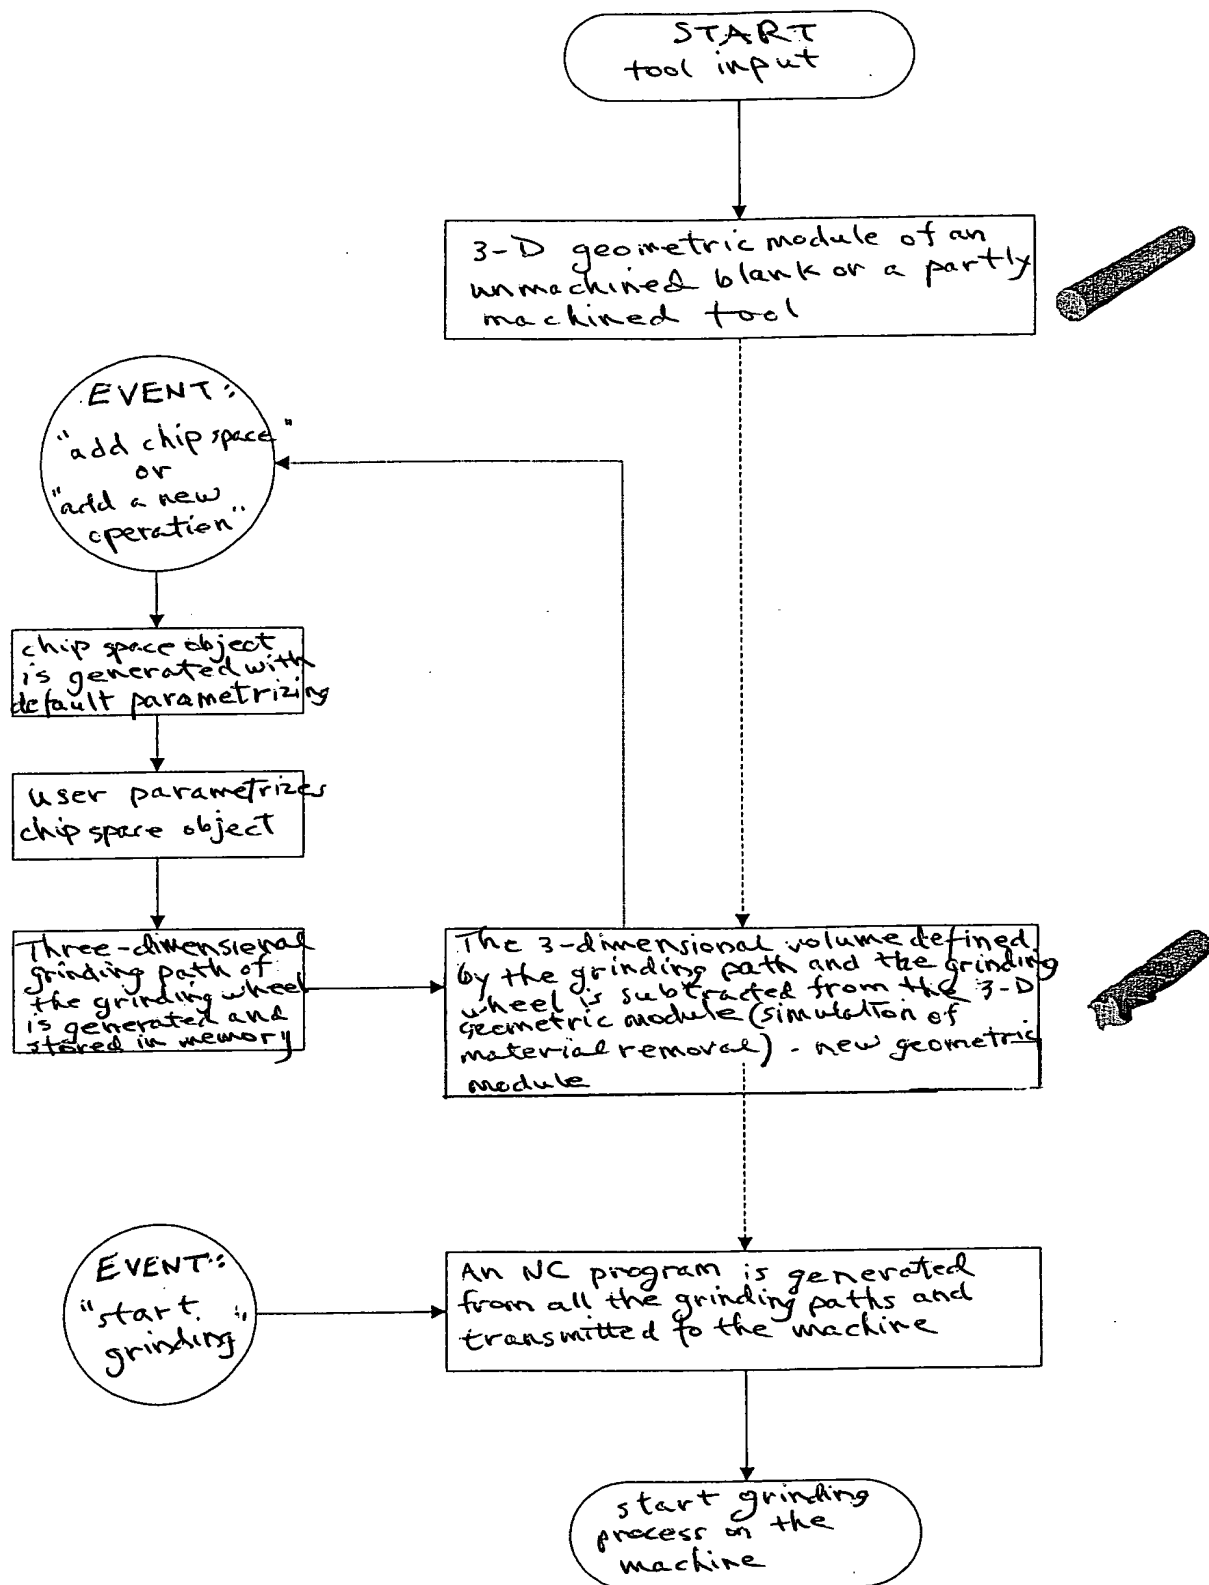 START
tool input
3-D geometric module of an
unmachined blank or a partly
machined tool
EVENT:
"add chip space"
or
"add a new
operation"
chip space object
is generated with
default parametrizing
user parametrizes
chip space object
Three-dimensional
grinding path of
the grinding wheel
is generated and
stored in memory
The 3-dimensional volume defined
by the grinding path and the grinding
wheel is subtracted from the 3-D
geometric module (simulation of
material removal) - new geometric
module
EVENT:
"start
grinding"
An NC program is generated
from all the grinding paths and
transmitted to the machine
start grinding
process on the
machine